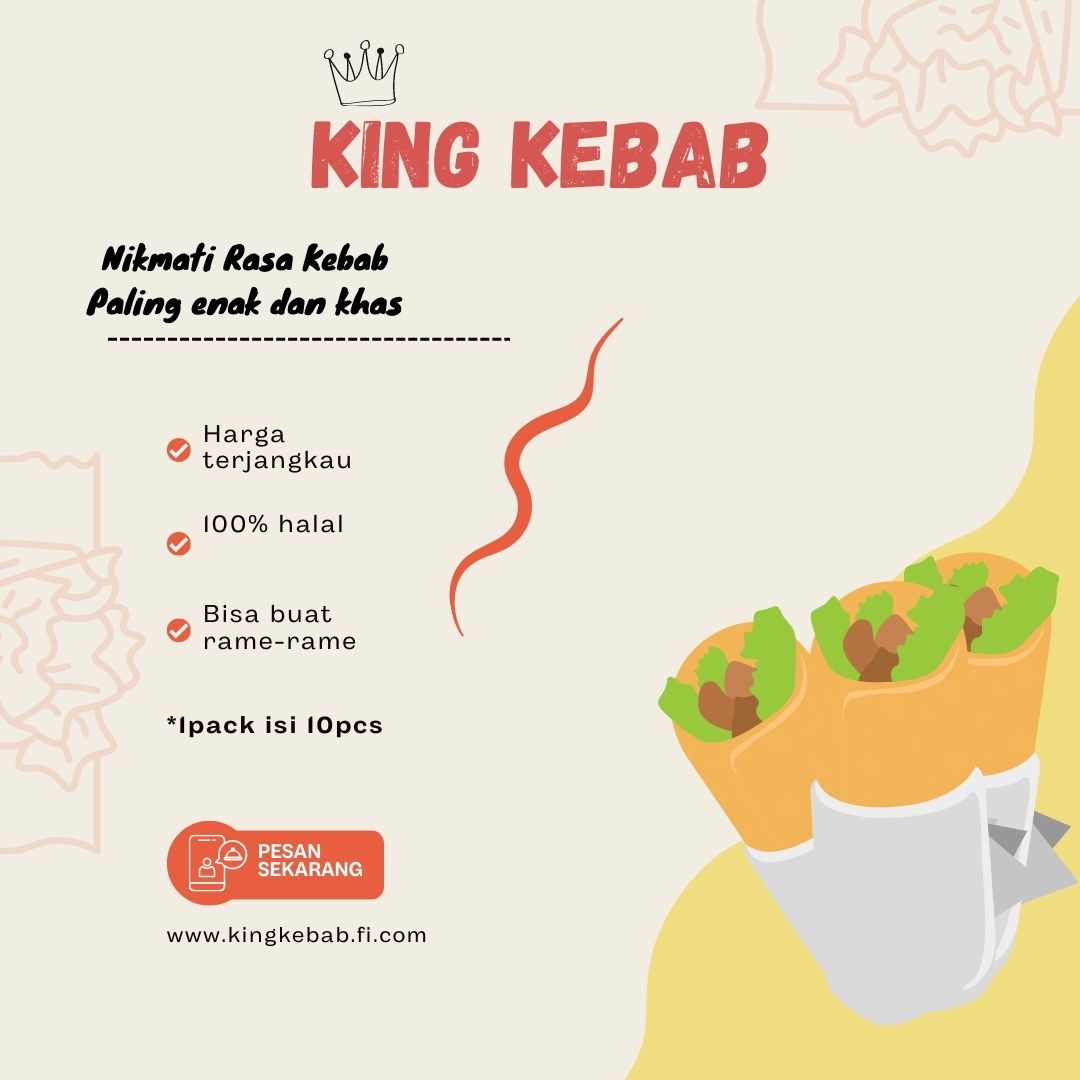 KING KEBAB
Nikmati Rasa Kebab
Paling enak dan khas
Harga
terjangkau
100% halal
Bisa buat
rame-rame
*1pack isi 10pcs
PESAN
SEKARANG
www.kingkebab.fi.com